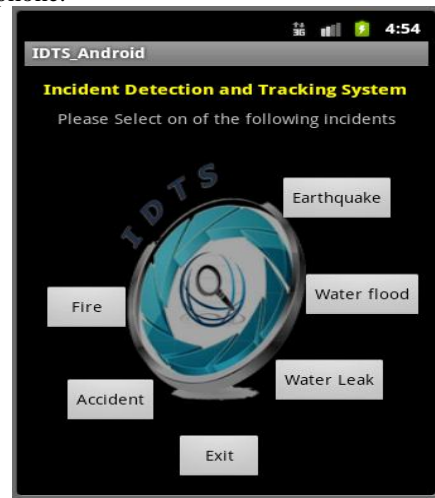 3G 4:54
IDTS_Android
Incident Detection and Tracking System
Please Select on of the following incidents
IDTS
Earthquake
Water flood
Fire
Water Leak
Accident
Exit